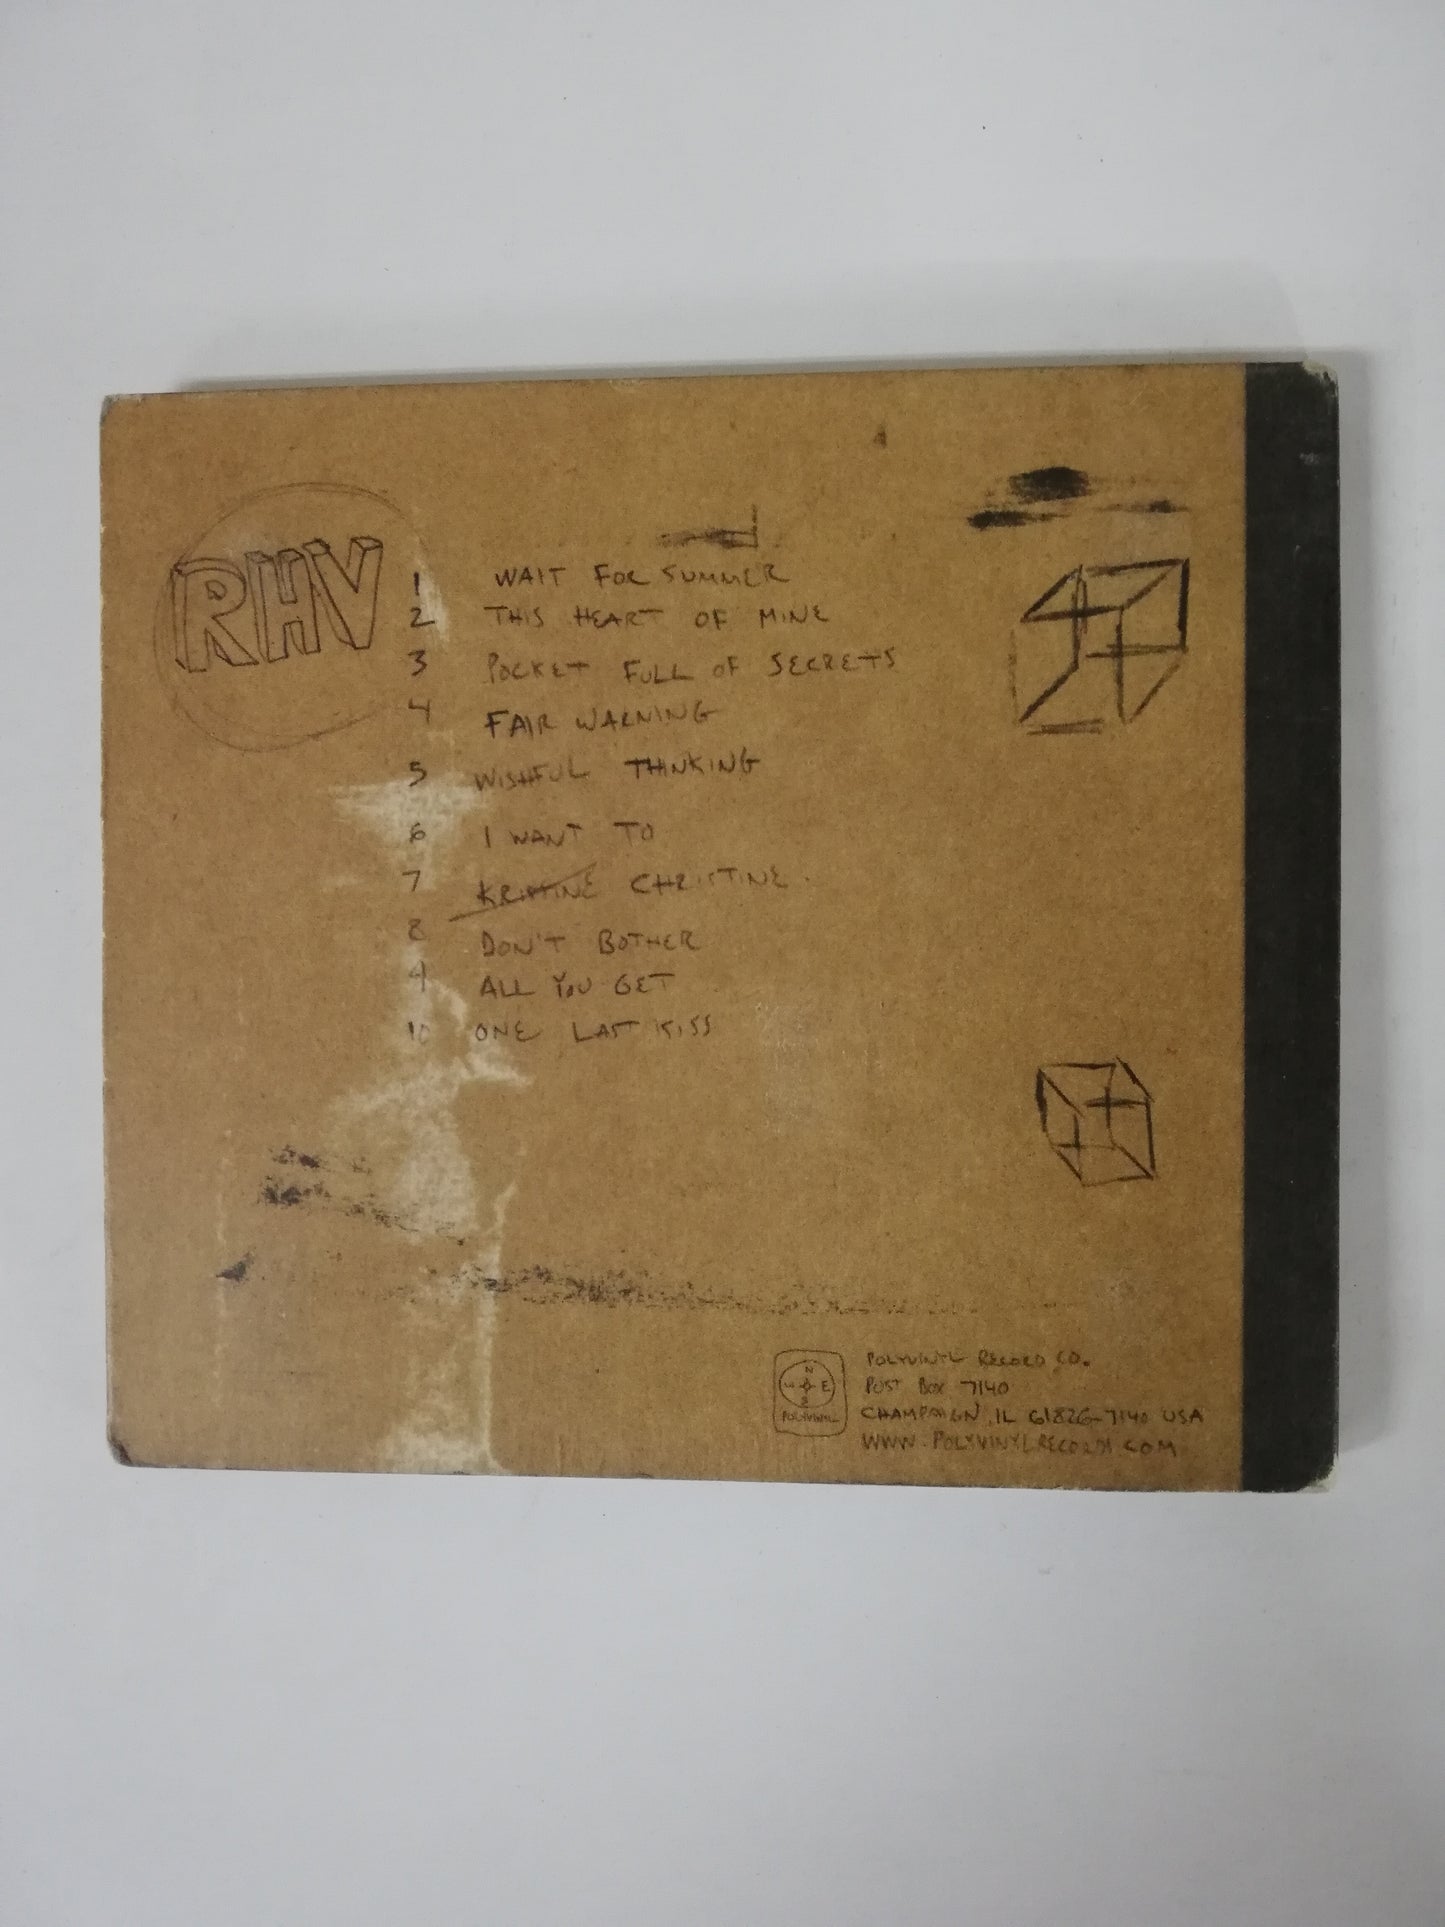 RHV
1 WAIT FOR SUMMER
2 THIS HEART OF MINE
3 POCKET FULL OF SECRETS
4 FAIR WARNING
5 WISHFUL THINKING
6 I WANT TO
7 KRISTINE CHRISTINE.
8 DON'T BOTHER
9 ALL YOU GET
10 ONE LAST KISS
N
W E
S
POLYVINYL
POLYVINYL RECORD CO.
POST BOX 7140
CHAMPAIGN, IL 61826-7140 USA
WWW.POLYVINYLRECORDS.COM